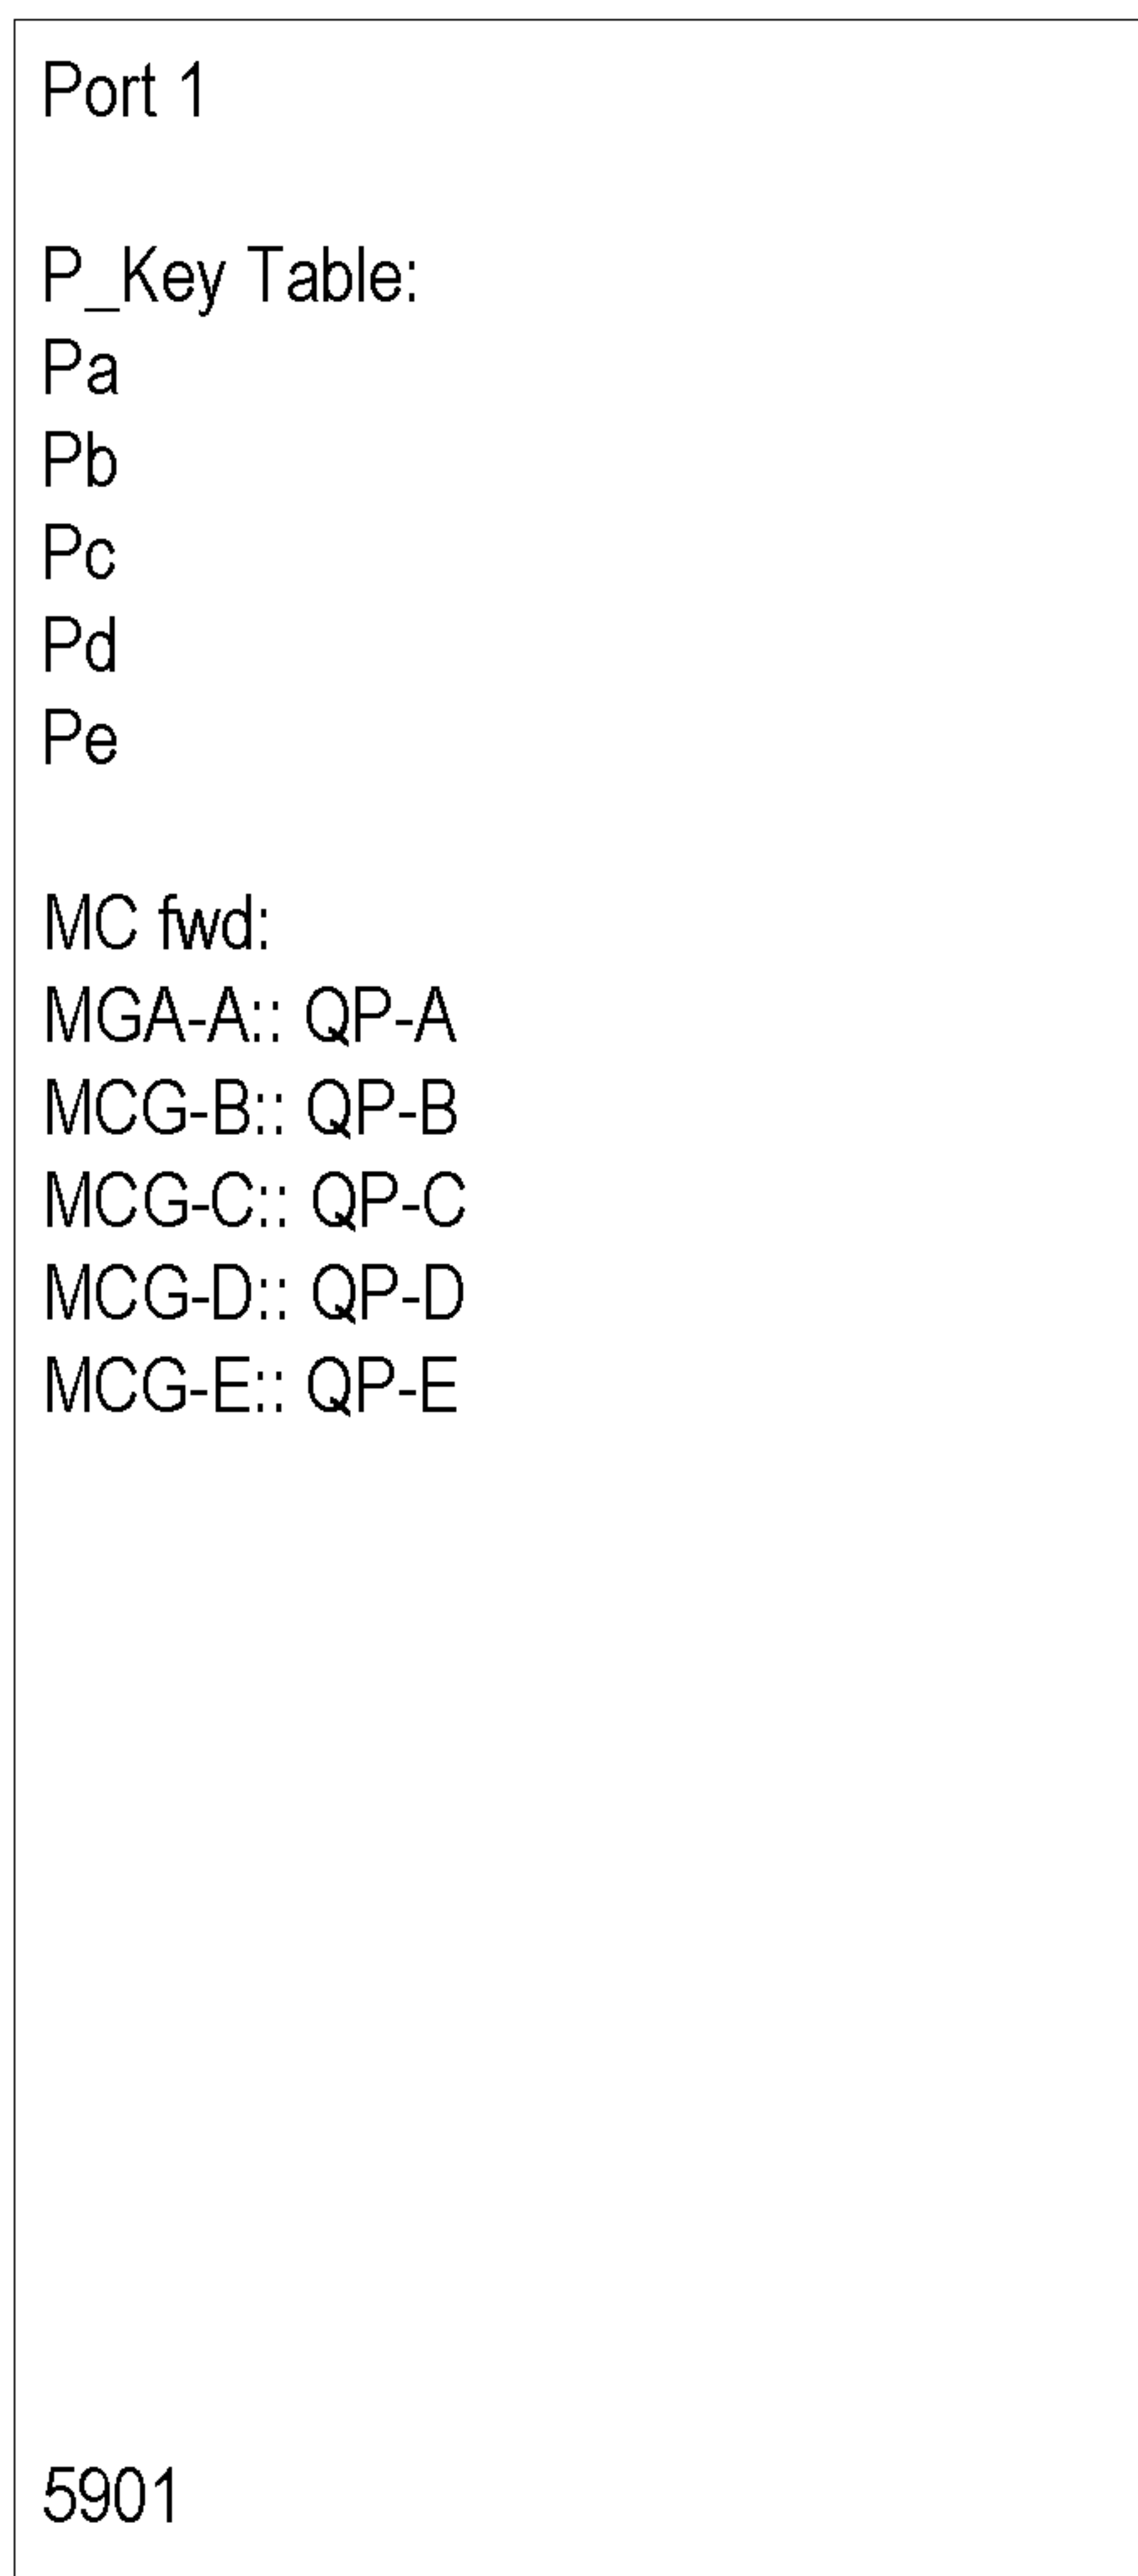 Port 1
P_Key Table:
Pa
Pb
Pc
Pd
Pe
MC fwd:
MGA-A:: QP-A
MCG-B:: QP-B
MCG-C:: QP-C
MCG-D:: QP-D
MCG-E:: QP-E
5901